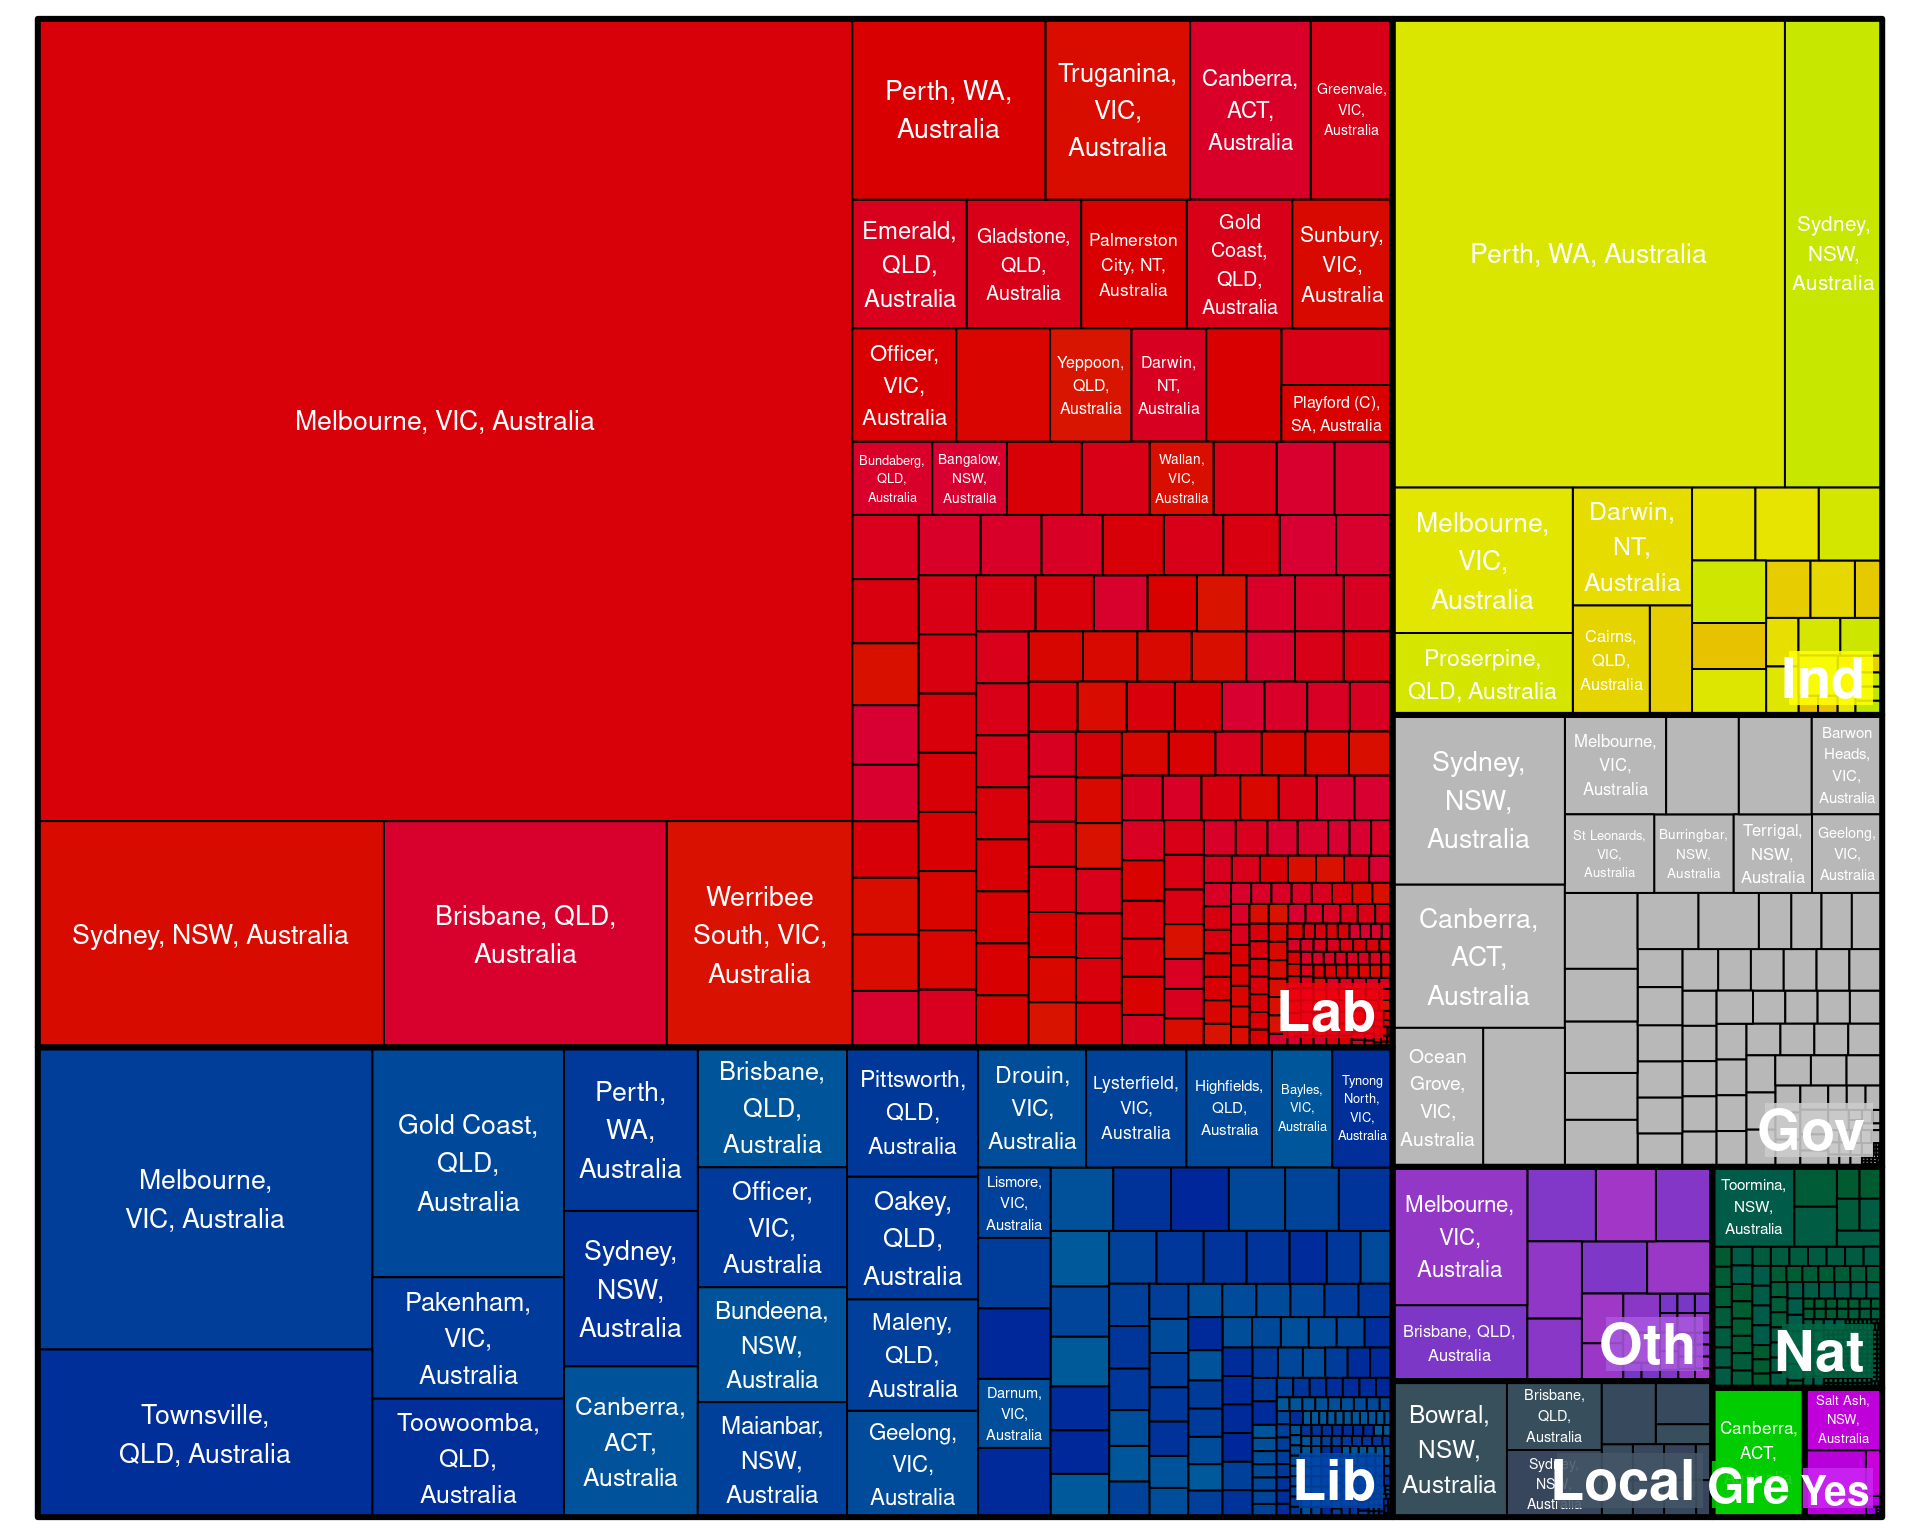 Melbourne, VIC, Australia
Sydney, NSW, Australia
Brisbane, QLD,
Australia
Werribee
South, VIC,
Australia
Perth, WA,
Australia
Truganina,
VIC,
Australia
Canberra,
ACT,
Australia
Greenvale,
VIC,
Australia
Emerald,
QLD,
Australia
Gladstone,
QLD,
Australia
Palmerston
City, NT,
Australia
Gold
Coast,
QLD,
Australia
Sunbury,
VIC,
Australia
Officer,
VIC,
Australia
Yeppoon,
QLD,
Australia
Darwin,
NT,
Australia
Playford (C),
SA, Australia
Bundaberg,
QLD,
Australia
Bangalow,
NSW,
Australia
Wallan,
VIC,
Australia
Lab
Melbourne,
VIC, Australia
Townsville,
QLD, Australia
Gold Coast,
QLD,
Australia
Pakenham,
VIC,
Australia
Toowoomba,
QLD,
Australia
Perth,
WA,
Australia
Sydney,
NSW,
Australia
Canberra,
ACT,
Australia
Brisbane,
QLD,
Australia
Officer,
VIC,
Australia
Bundeena,
NSW,
Australia
Maianbar,
NSW,
Australia
Pittsworth,
QLD,
Australia
Oakey,
QLD,
Australia
Maleny,
QLD,
Australia
Geelong,
VIC,
Australia
Drouin,
VIC,
Australia
Lysterfield,
VIC,
Australia
Highfields,
QLD,
Australia
Bayles,
VIC,
Australia
Tynong
North,
VIC,
Australia
Lismore,
VIC,
Australia
Darnum,
VIC,
Australia
Lib
Perth, WA, Australia
Sydney,
NSW,
Australia
Melbourne,
VIC,
Australia
Darwin,
NT,
Australia
Proserpine,
QLD, Australia
Cairns,
QLD,
Australia
Ind
Sydney,
NSW,
Australia
Canberra,
ACT,
Australia
Ocean
Grove,
VIC,
Australia
Melbourne,
VIC,
Australia
Barwon
Heads,
VIC,
Australia
St Leonards,
VIC,
Australia
Burringbar,
NSW,
Australia
Terrigal,
NSW,
Australia
Geelong,
VIC,
Australia
Gov
Melbourne,
VIC,
Australia
Brisbane, QLD,
Australia
Oth
Toormina,
NSW,
Australia
Nat
Bowral,
NSW,
Australia
Brisbane,
QLD,
Australia
Sydney,
NSW,
Australia
Local
Canberra,
ACT,
Gre
Salt Ash,
NSW,
Australia
Yes